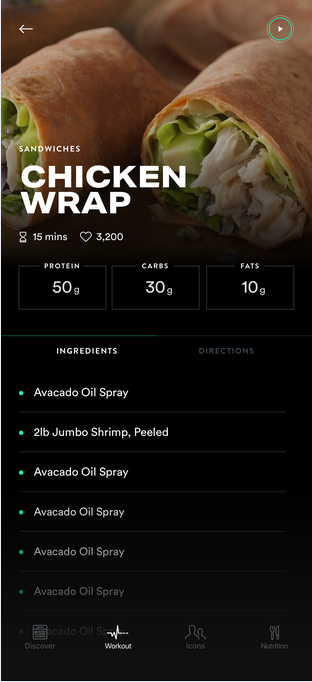 SANDWICHES
CHICKEN
WRAP
15 mins 3,200
PROTEIN CARBS FATS
50g 30g 10g
INGREDIENTS DIRECTIONS
Avacado Oil Spray
2lb Jumbo Shrimp, Peeled
Avacado Oil Spray
Avacado Oil Spray
Avacado Oil Spray
Avacado Oil Spray
Avacado Oil Spray
Discover Workout Icons Nutrition